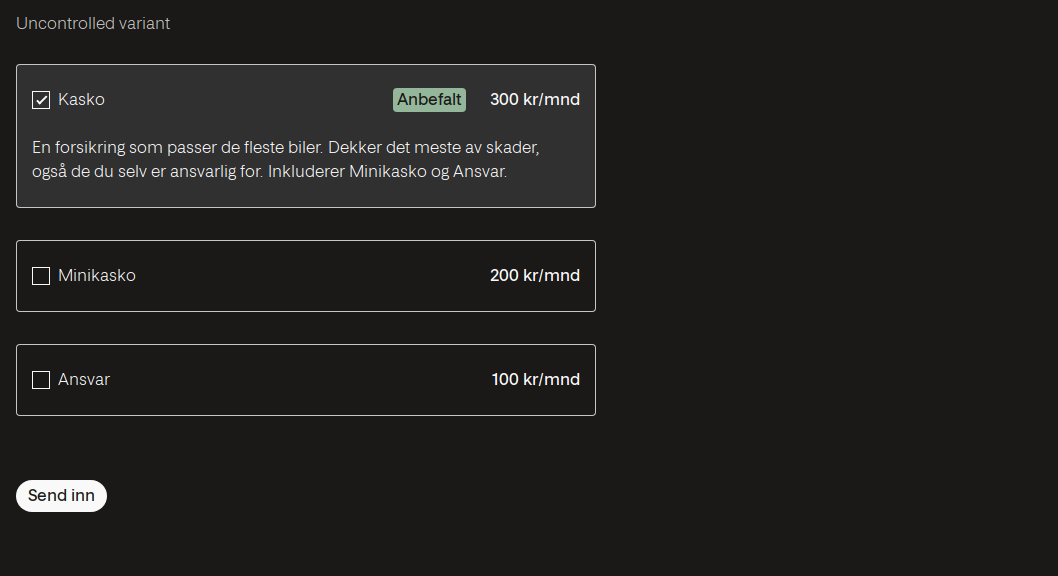 Uncontrolled variant
Kasko Anbefalt 300 kr/mnd
En forsikring som passer de fleste biler. Dekker det meste av skader,
også de du selv er ansvarlig for. Inkluderer Minikasko og Ansvar.
Minikasko 200 kr/mnd
Ansvar 100 kr/mnd
Send inn